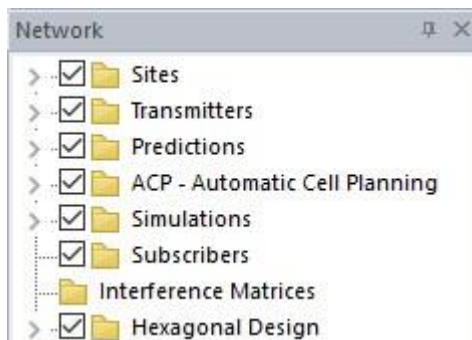 Network
Sites
Transmitters
Predictions
ACP - Automatic Cell Planning
Simulations
Subscribers
Interference Matrices
Hexagonal Design